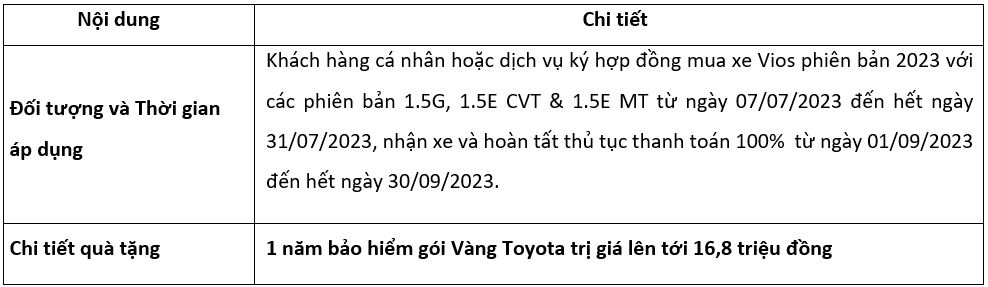 Nội dung
Chi tiết
Đối tượng và Thời gian
áp dụng
Khách hàng cá nhân hoặc dịch vụ ký hợp đồng mua xe Vios phiên bản 2023 với
các phiên bản 1.5G, 1.5E CVT & 1.5E MT từ ngày 07/07/2023 đến hết ngày
31/07/2023, nhận xe và hoàn tất thủ tục thanh toán 100% từ ngày 01/09/2023
đến hết ngày 30/09/2023.
Chi tiết quà tặng
1 năm bảo hiểm gói Vàng Toyota trị giá lên tới 16,8 triệu đồng